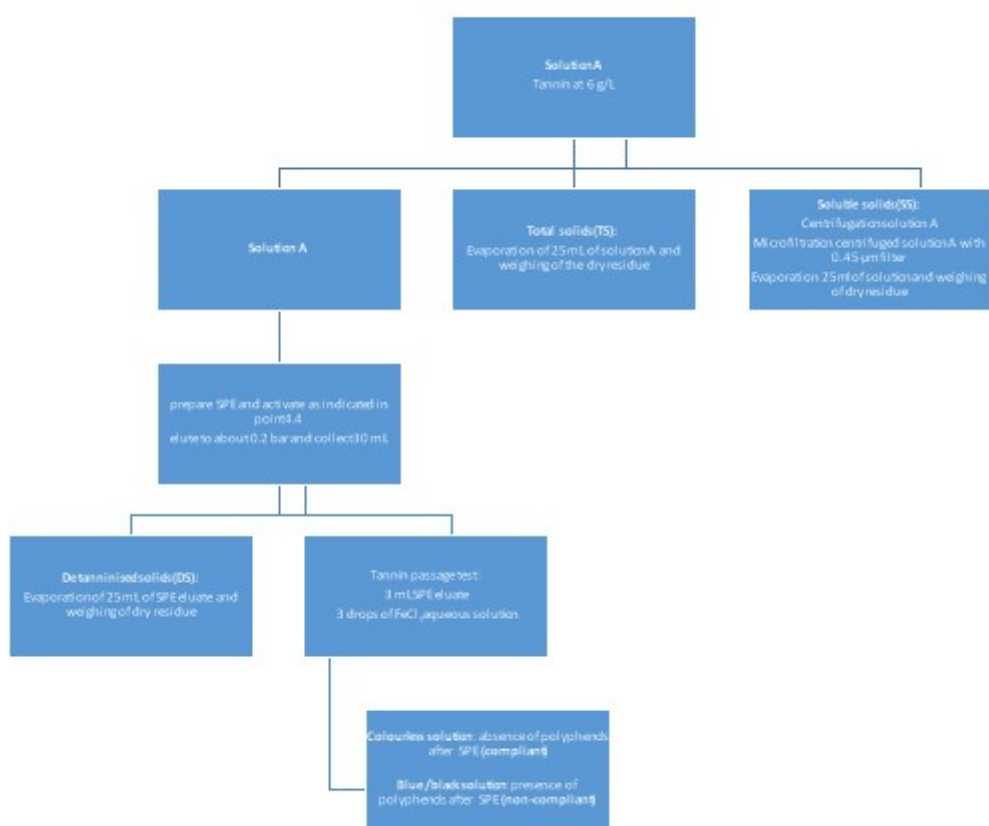 Solution A
Tannin at 6 g/L
Solution A
Total solids (TS):
Evaporation of 25 mL of solution A and
weighing of the dry residue
Soluble solids (SS):
Centrifugation solution A
Microfiltration centrifuged solution A with
0.45-µm filter
Evaporation 25 ml of solution and weighing
of dry residue
prepare SPE and activate as indicated in
point 4.4
elute to about 0.2 bar and collect 30 mL
Detanninised solids (DS):
Evaporation of 25 mL of SPE eluate and
weighing of dry residue
Tannin passage test:
3 mL SPE eluate
3 drops of FeCl₃ aqueous solution
Colourless solution: absence of polyphends
after SPE (compliant)
Blue/black solution: presence of
polyphends after SPE (non-compliant)